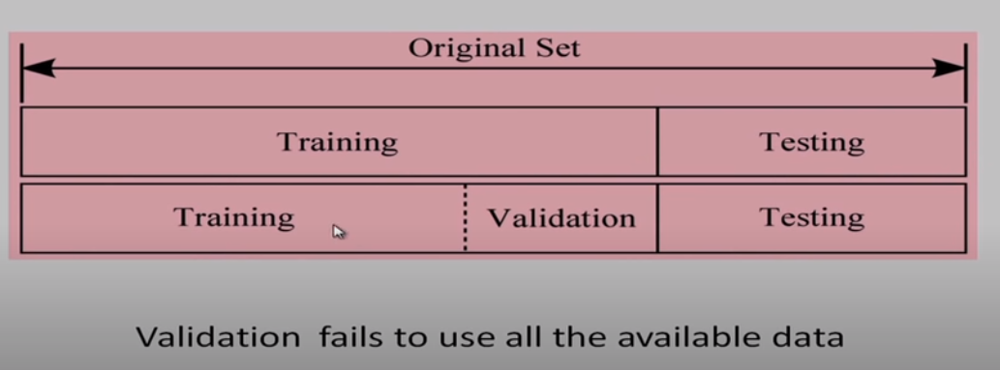 Original Set
Training Testing
Training Validation Testing
Validation fails to use all the available data